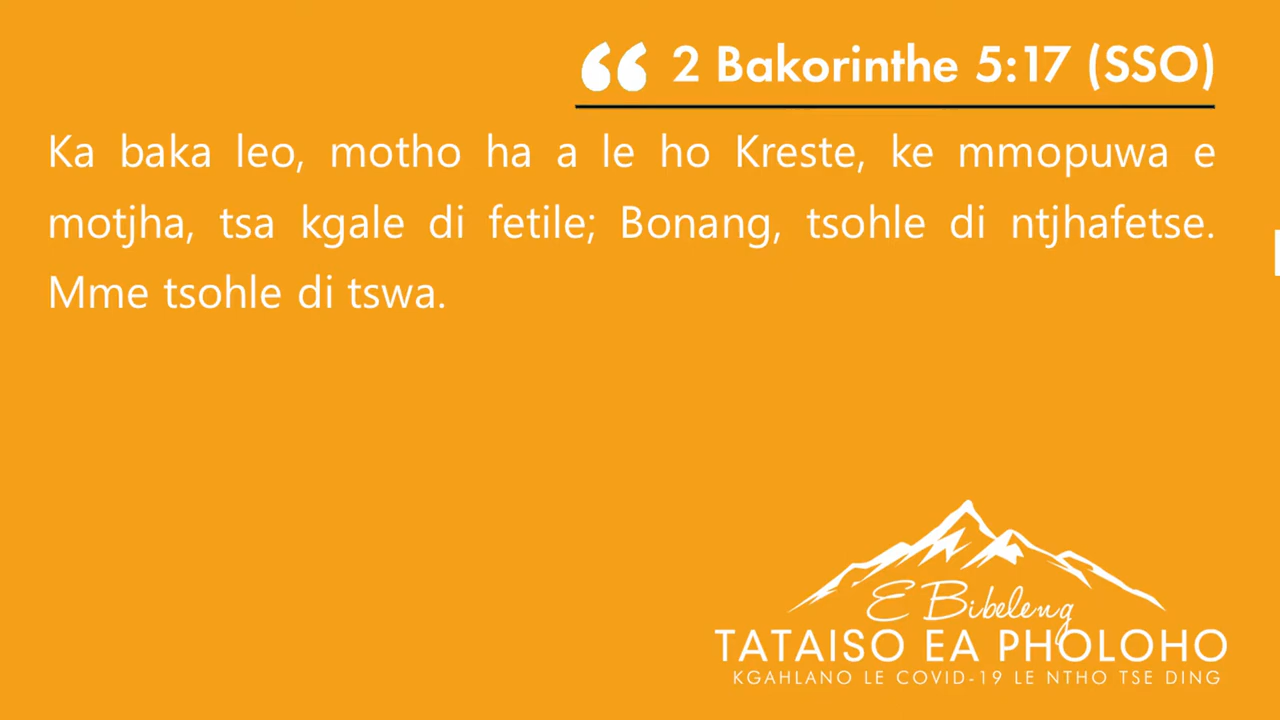 “ 2 Bakorinthe 5:17 (SSO)
Ka baka leo, motho ha a le ho Kreste, ke mmopuwa e
motjha, tsa kgale di fetile; Bonang, tsohle di ntjhafetse.
Mme tsohle di tswa.
E Bibeleng
TATAISO EA PHOLOHO
KGAHLANO LE COVID-19 LE NTHO TSE DING